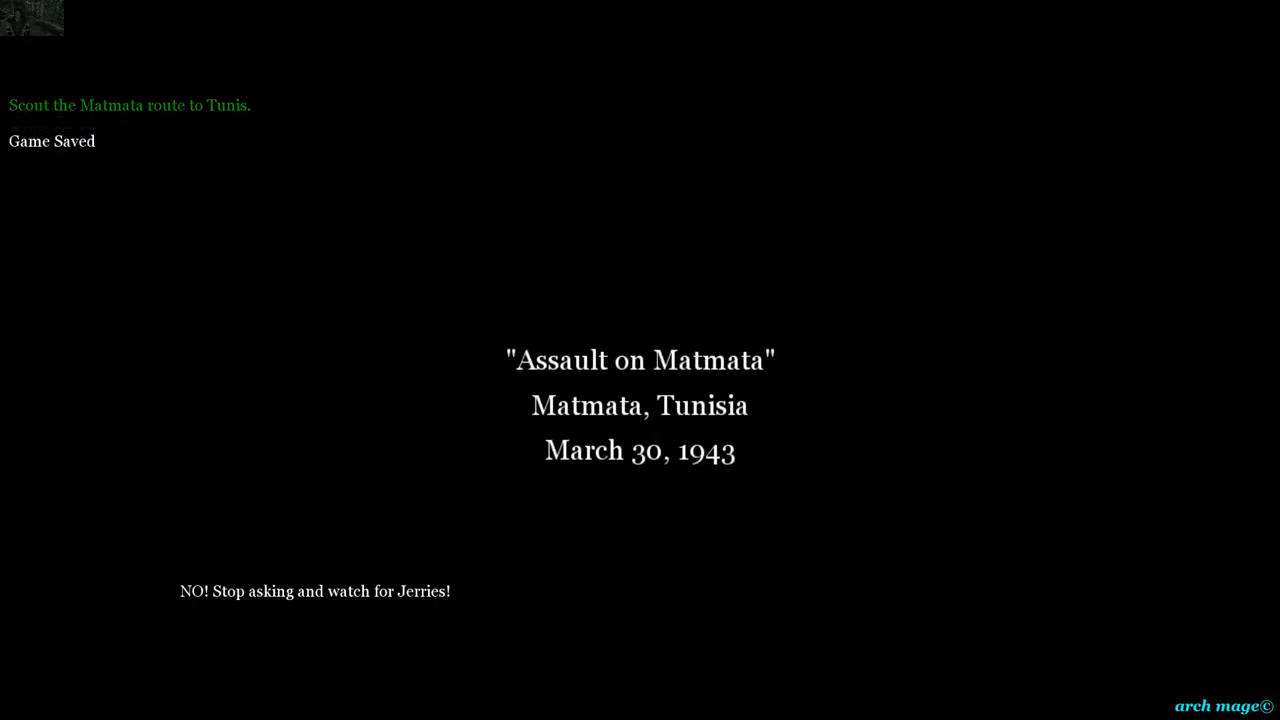 Scout the Matmata route to Tunis.
Game Saved
"Assault on Matmata"
Matmata, Tunisia
March 30, 1943
NO! Stop asking and watch for Jerries!
arch mage©